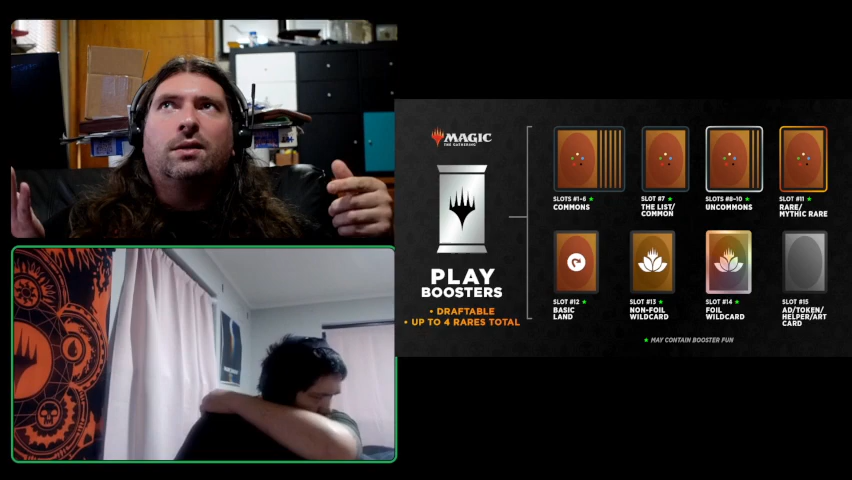 MAGIC
THE GATHERING
PLAY
BOOSTERS
• DRAFTABLE
• UP TO 4 RARES TOTAL
SLOTS #1-6 ★
COMMONS
SLOT #7 ★
THE LIST/
COMMON
SLOTS #8-10 ★
UNCOMMONS
SLOT #11 ★
RARE/
MYTHIC RARE
SLOT #12 ★
BASIC
LAND
SLOT #13 ★
NON-FOIL
WILDCARD
SLOT #14 ★
FOIL
WILDCARD
SLOT #15
AD/TOKEN/
HELPER/ART
CARD
★ MAY CONTAIN BOOSTER FUN